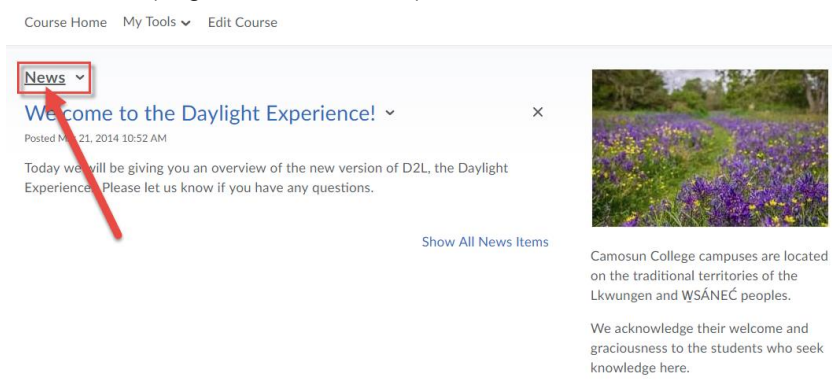 Course Home My Tools Edit Course
News
Welcome to the Daylight Experience!
Posted Mar 21, 2014 10:52 AM
Today we will be giving you an overview of the new version of D2L, the Daylight
Experience. Please let us know if you have any questions.
Show All News Items
Camosun College campuses are located
on the traditional territories of the
Lkwungen and W̱SÁNEĆ peoples.
We acknowledge their welcome and
graciousness to the students who seek
knowledge here.